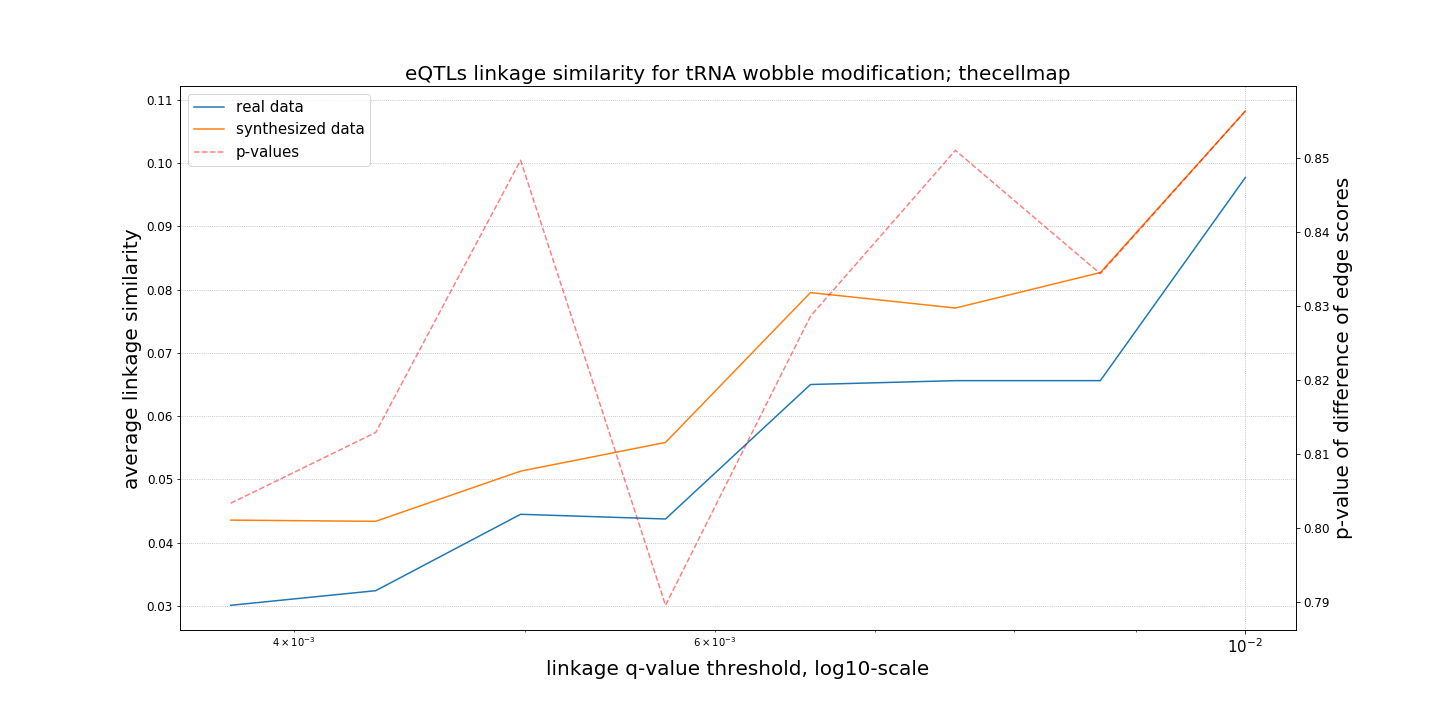 eQTLs linkage similarity for tRNA wobble modification; thecellmap
real data
synthesized data
p-values
average linkage similarity
0.11
0.10
0.09
0.08
0.07
0.06
0.05
0.04
0.03
0.85
0.84
0.83
0.82
0.81
0.80
0.79
p-value of difference of edge scores
4 × 10⁻³
6 × 10⁻³
10⁻²
linkage q-value threshold, log10-scale